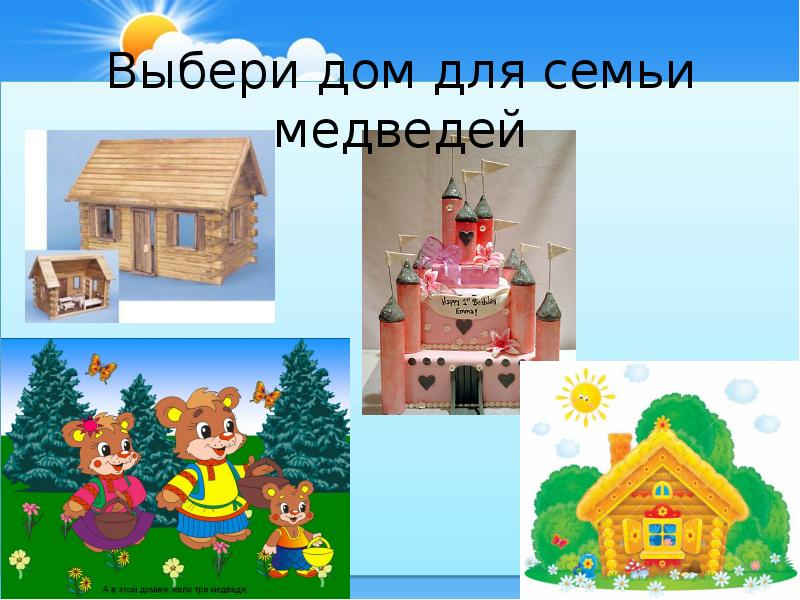 Выбери дом для семьи
медведей
Happy 1st Birthday
Emma!
А в этом домике жили три медведя.